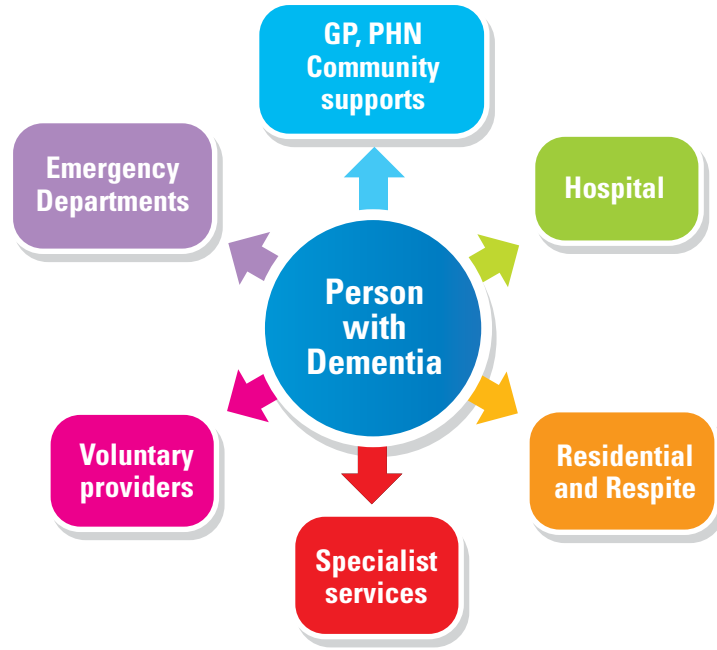 GP, PHN
Community
supports
Emergency
Departments
Hospital
Person
with
Dementia
Voluntary
providers
Residential
and Respite
Specialist
services